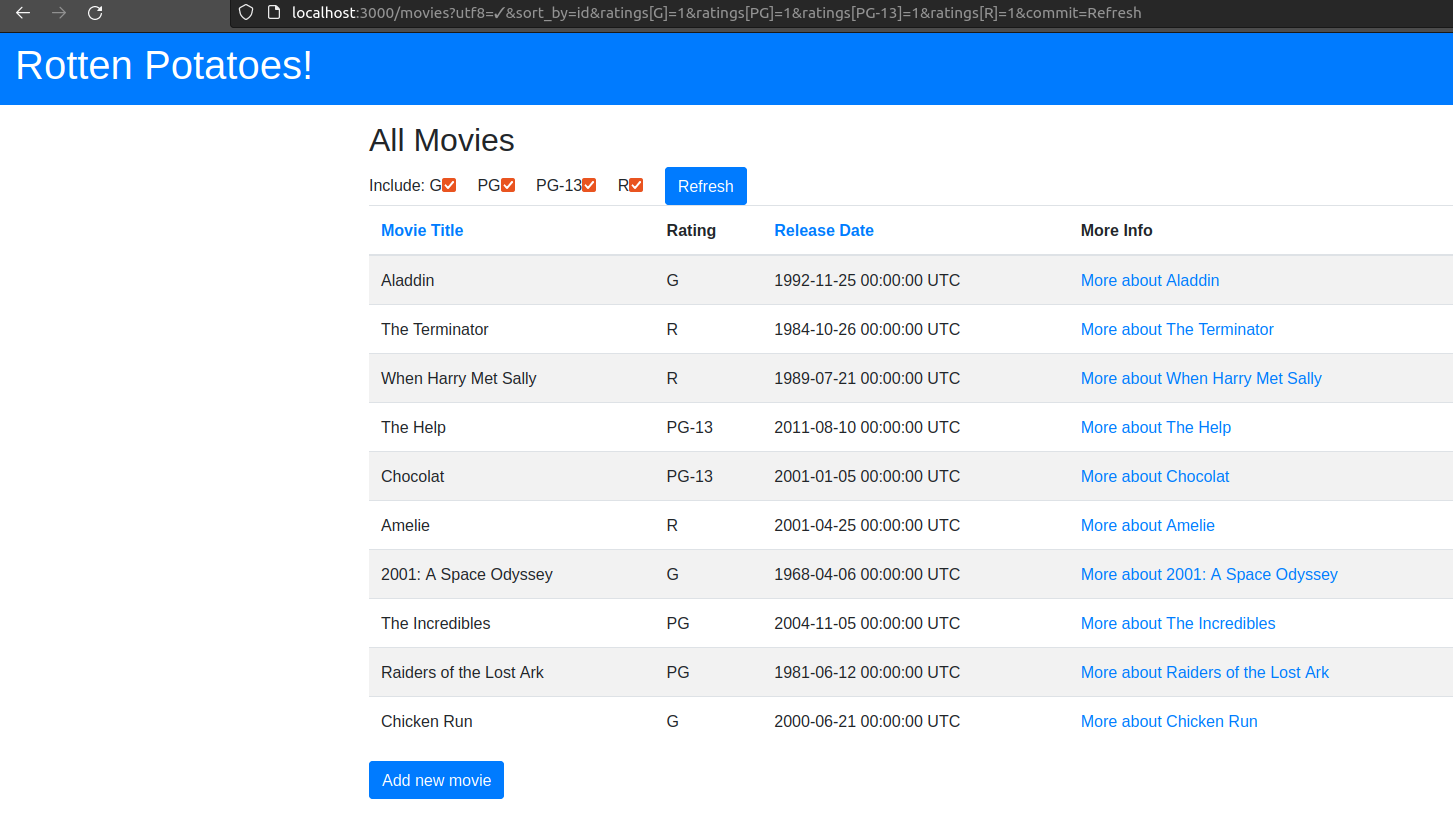 localhost:3000/movies?utf8=✓&sort_by=id&ratings[G]=1&ratings[PG]=1&ratings[PG-13]=1&ratings[R]=1&commit=Refresh
Rotten Potatoes!
All Movies
Include: G PG PG-13 R Refresh
Movie Title Rating Release Date More Info
Aladdin G 1992-11-25 00:00:00 UTC More about Aladdin
The Terminator R 1984-10-26 00:00:00 UTC More about The Terminator
When Harry Met Sally R 1989-07-21 00:00:00 UTC More about When Harry Met Sally
The Help PG-13 2011-08-10 00:00:00 UTC More about The Help
Chocolat PG-13 2001-01-05 00:00:00 UTC More about Chocolat
Amelie R 2001-04-25 00:00:00 UTC More about Amelie
2001: A Space Odyssey G 1968-04-06 00:00:00 UTC More about 2001: A Space Odyssey
The Incredibles PG 2004-11-05 00:00:00 UTC More about The Incredibles
Raiders of the Lost Ark PG 1981-06-12 00:00:00 UTC More about Raiders of the Lost Ark
Chicken Run G 2000-06-21 00:00:00 UTC More about Chicken Run
Add new movie